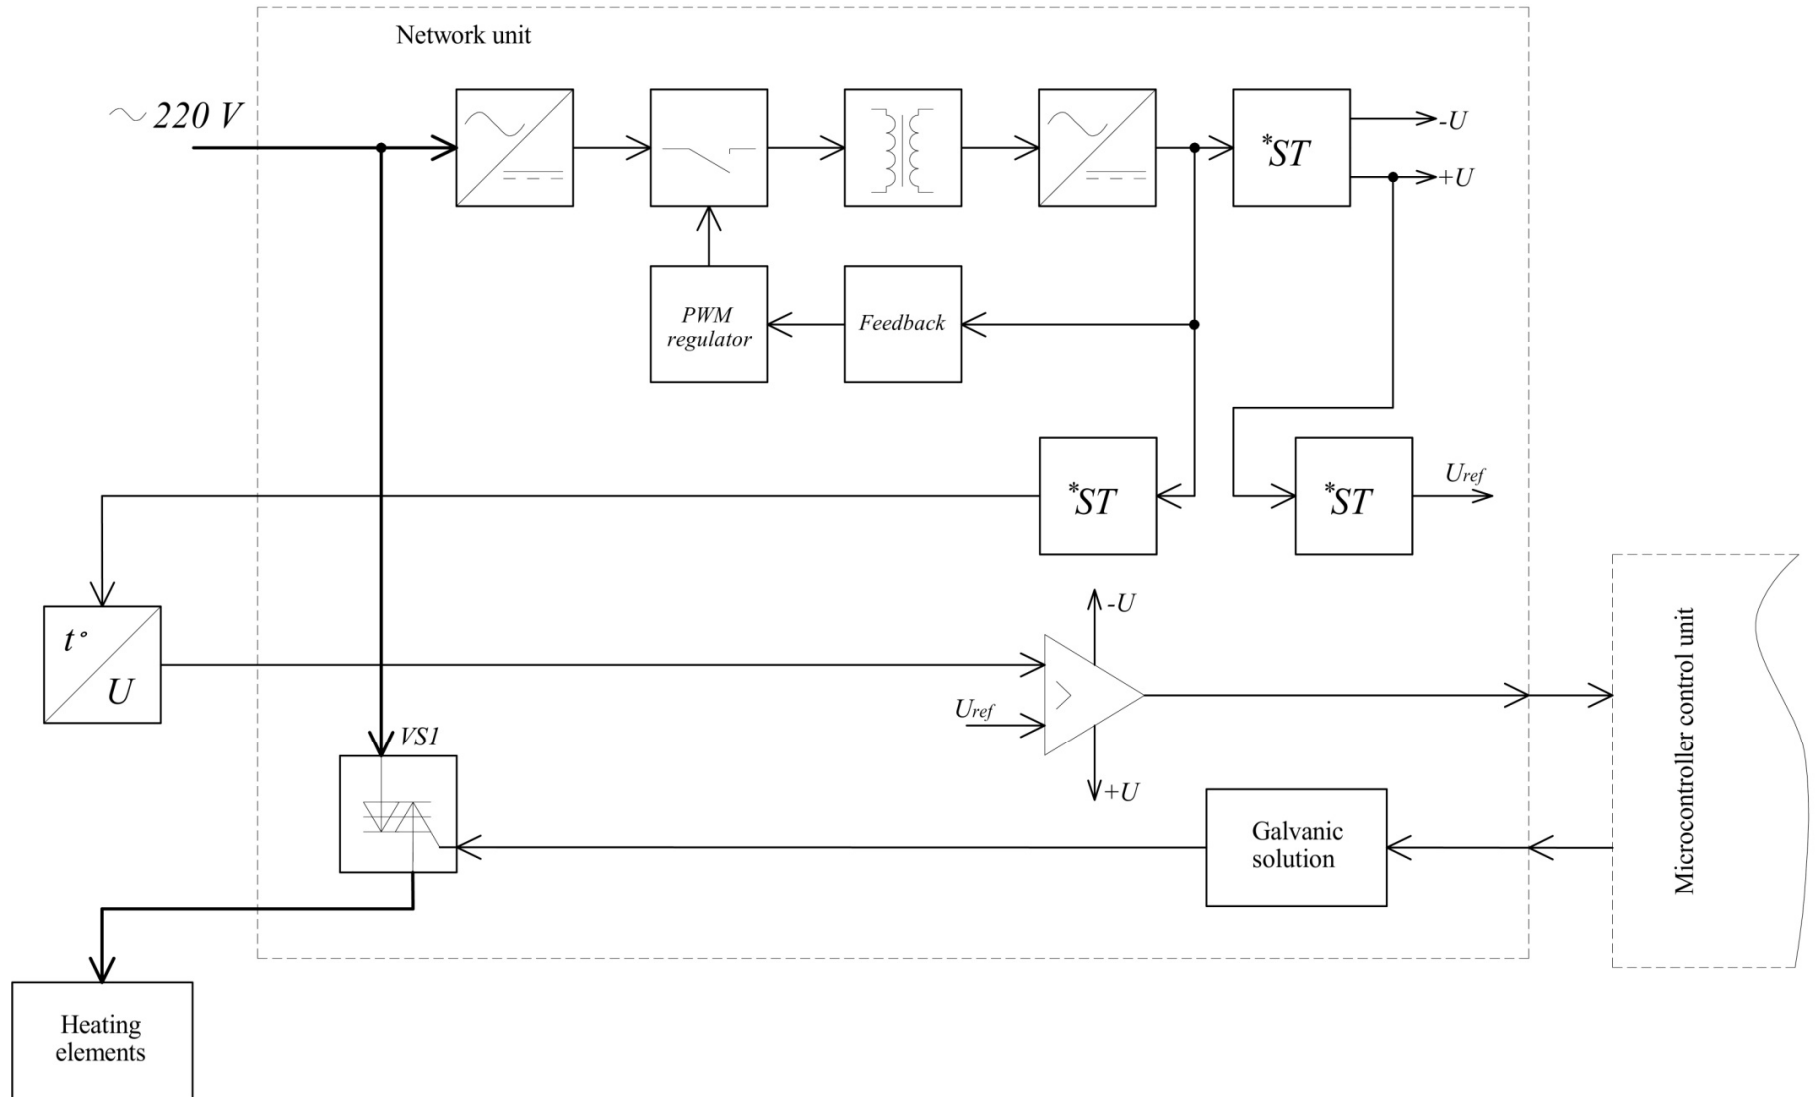 Network unit
~ 220 V
*ST
-U
+U
PWM
regulator
Feedback
*ST
*ST
Uref
t°
U
-U
Uref
+U
VS1
Galvanic
solution
Microcontroller control unit
Heating
elements